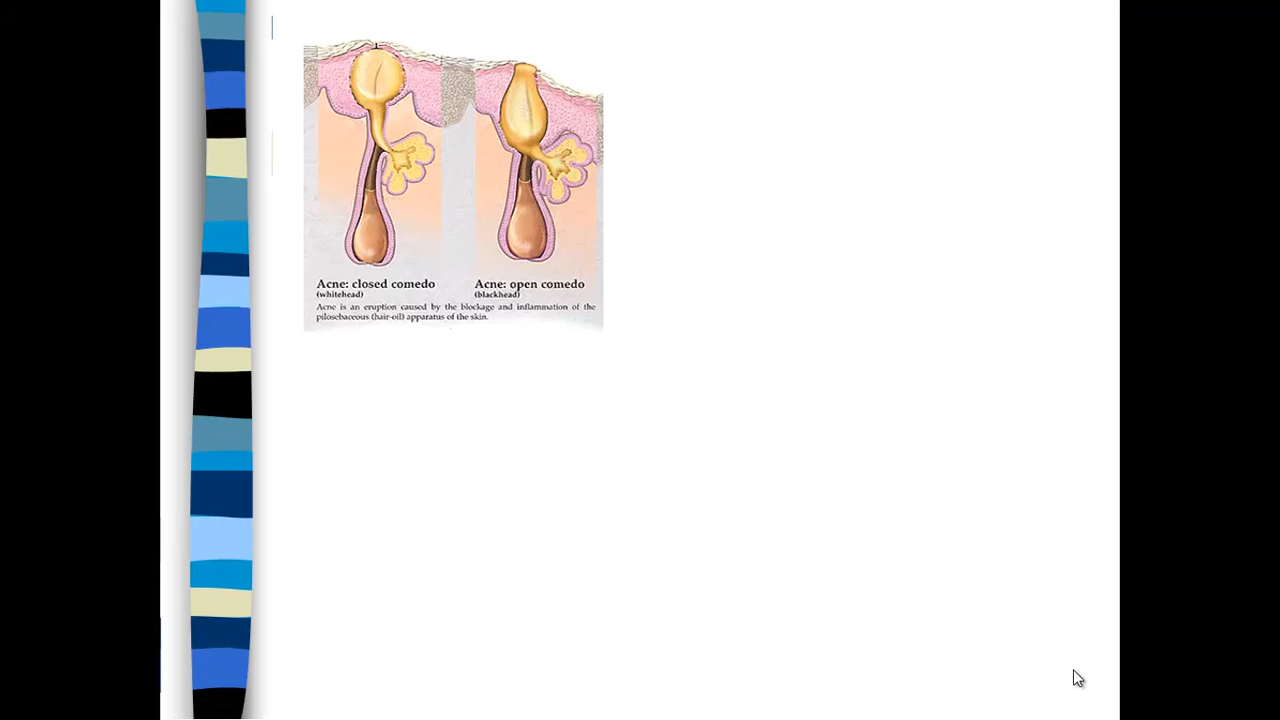 Acne: closed comedo
(whitehead)
Acne: open comedo
(blackhead)
Acne is an eruption caused by the blockage and inflammation of the
pilosebaceous (hair-oil) apparatus of the skin.